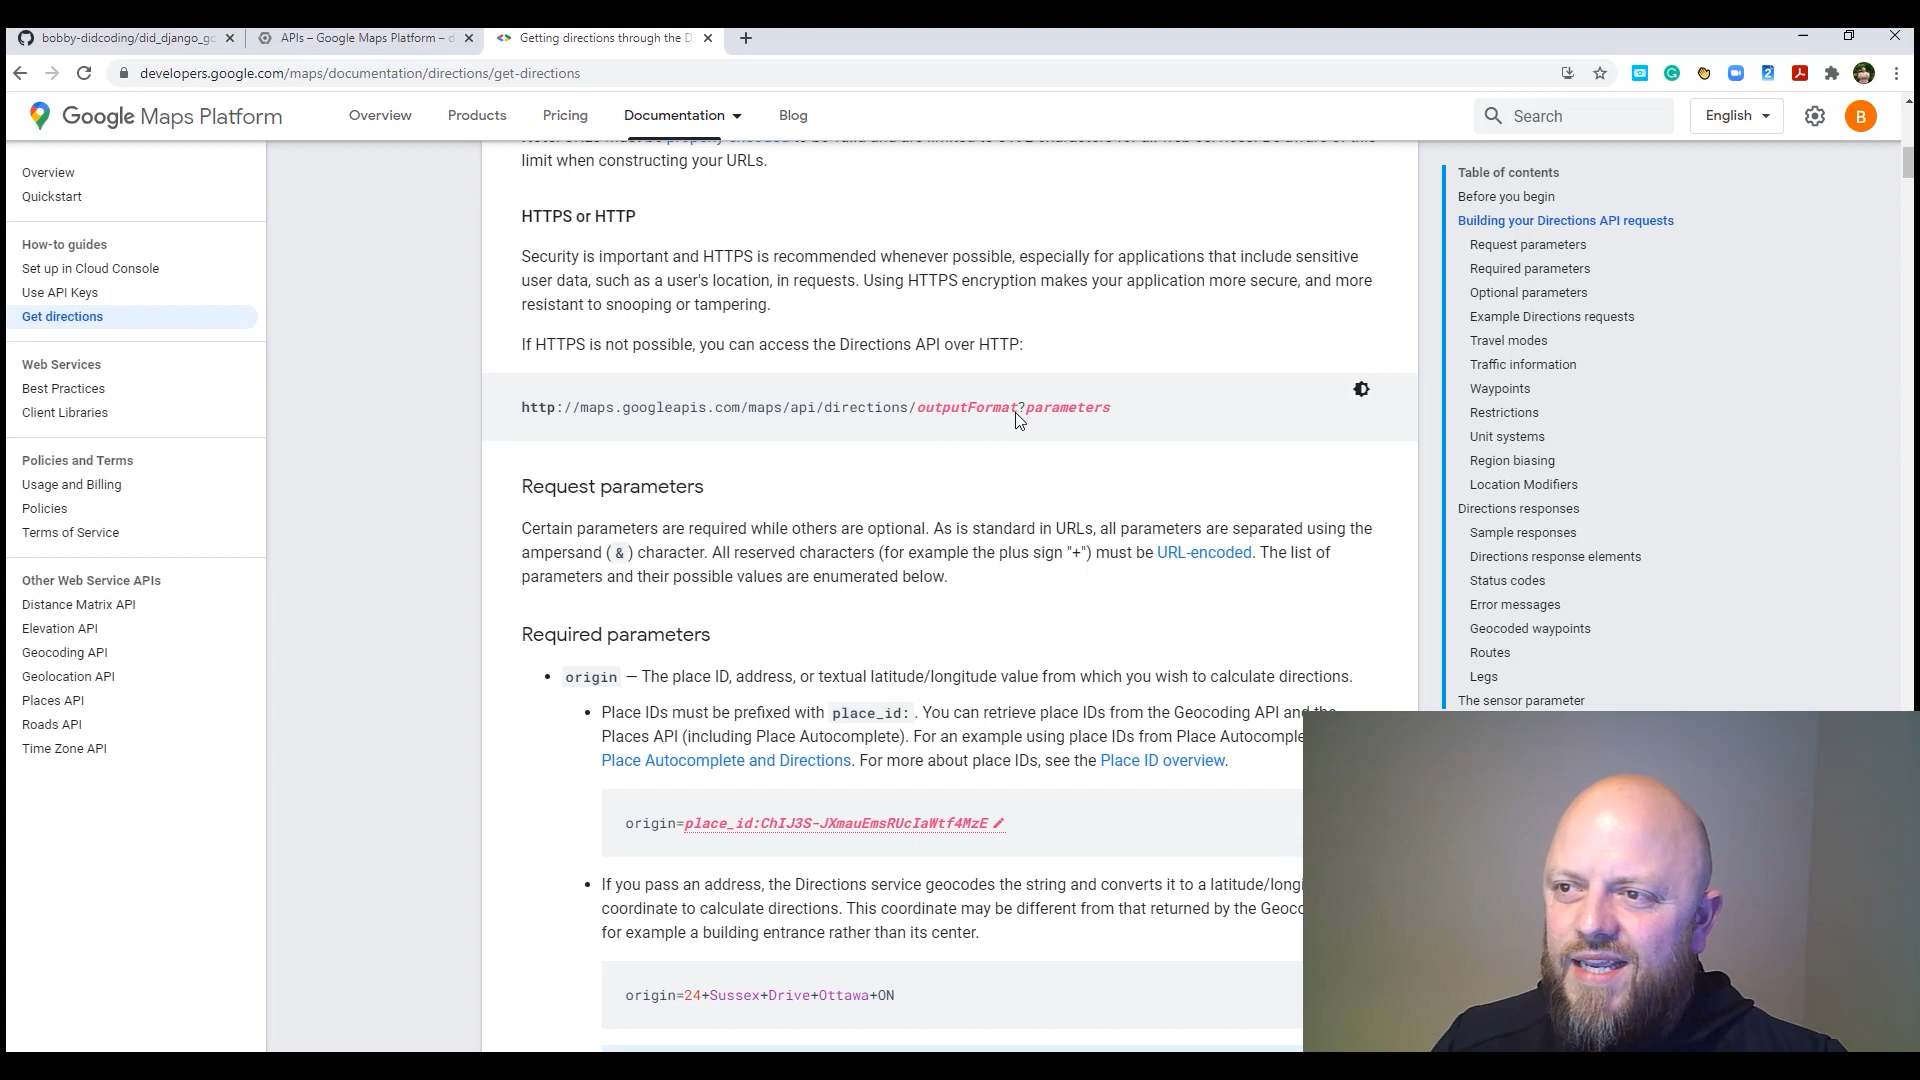 bobby-didcoding/did_django_go
APIs – Google Maps Platform – d
Getting directions through the D
developers.google.com/maps/documentation/directions/get-directions
Google Maps Platform
Overview
Products
Pricing
Documentation
Blog
Search
English
B
Overview
Quickstart
How-to guides
Set up in Cloud Console
Use API Keys
Get directions
Web Services
Best Practices
Client Libraries
Policies and Terms
Usage and Billing
Policies
Terms of Service
Other Web Service APIs
Distance Matrix API
Elevation API
Geocoding API
Geolocation API
Places API
Roads API
Time Zone API
limit when constructing your URLs.
HTTPS or HTTP
Security is important and HTTPS is recommended whenever possible, especially for applications that include sensitive
user data, such as a user's location, in requests. Using HTTPS encryption makes your application more secure, and more
resistant to snooping or tampering.
If HTTPS is not possible, you can access the Directions API over HTTP:
http://maps.googleapis.com/maps/api/directions/outputFormat?parameters
Request parameters
Certain parameters are required while others are optional. As is standard in URLs, all parameters are separated using the
ampersand (&) character. All reserved characters (for example the plus sign "+") must be URL-encoded. The list of
parameters and their possible values are enumerated below.
Required parameters
• origin — The place ID, address, or textual latitude/longitude value from which you wish to calculate directions.
• Place IDs must be prefixed with place_id: . You can retrieve place IDs from the Geocoding API and the
Places API (including Place Autocomplete). For an example using place IDs from Place Autocomple
Place Autocomplete and Directions. For more about place IDs, see the Place ID overview.
origin=place_id:ChIJ3S-JXmauEmsRUcIaWtf4MzE
• If you pass an address, the Directions service geocodes the string and converts it to a latitude/longi
coordinate to calculate directions. This coordinate may be different from that returned by the Geoc
for example a building entrance rather than its center.
origin=24+Sussex+Drive+Ottawa+ON
Table of contents
Before you begin
Building your Directions API requests
Request parameters
Required parameters
Optional parameters
Example Directions requests
Travel modes
Traffic information
Waypoints
Restrictions
Unit systems
Region biasing
Location Modifiers
Directions responses
Sample responses
Directions response elements
Status codes
Error messages
Geocoded waypoints
Routes
Legs
The sensor parameter